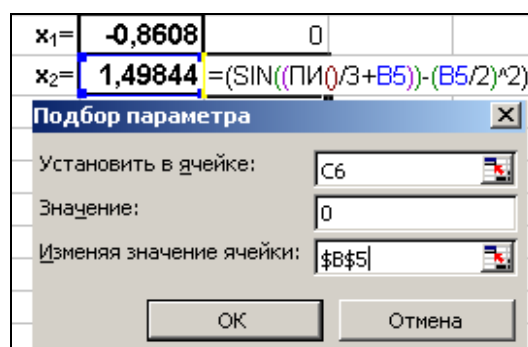 x₁= -0,8608 0
x₂= 1,49844 =(SIN((ПИ()/3+B5))-(B5/2)^2)
Подбор параметра
Установить в ячейке: C6
Значение: 0
Изменяя значение ячейки: $B$5
ОК Отмена